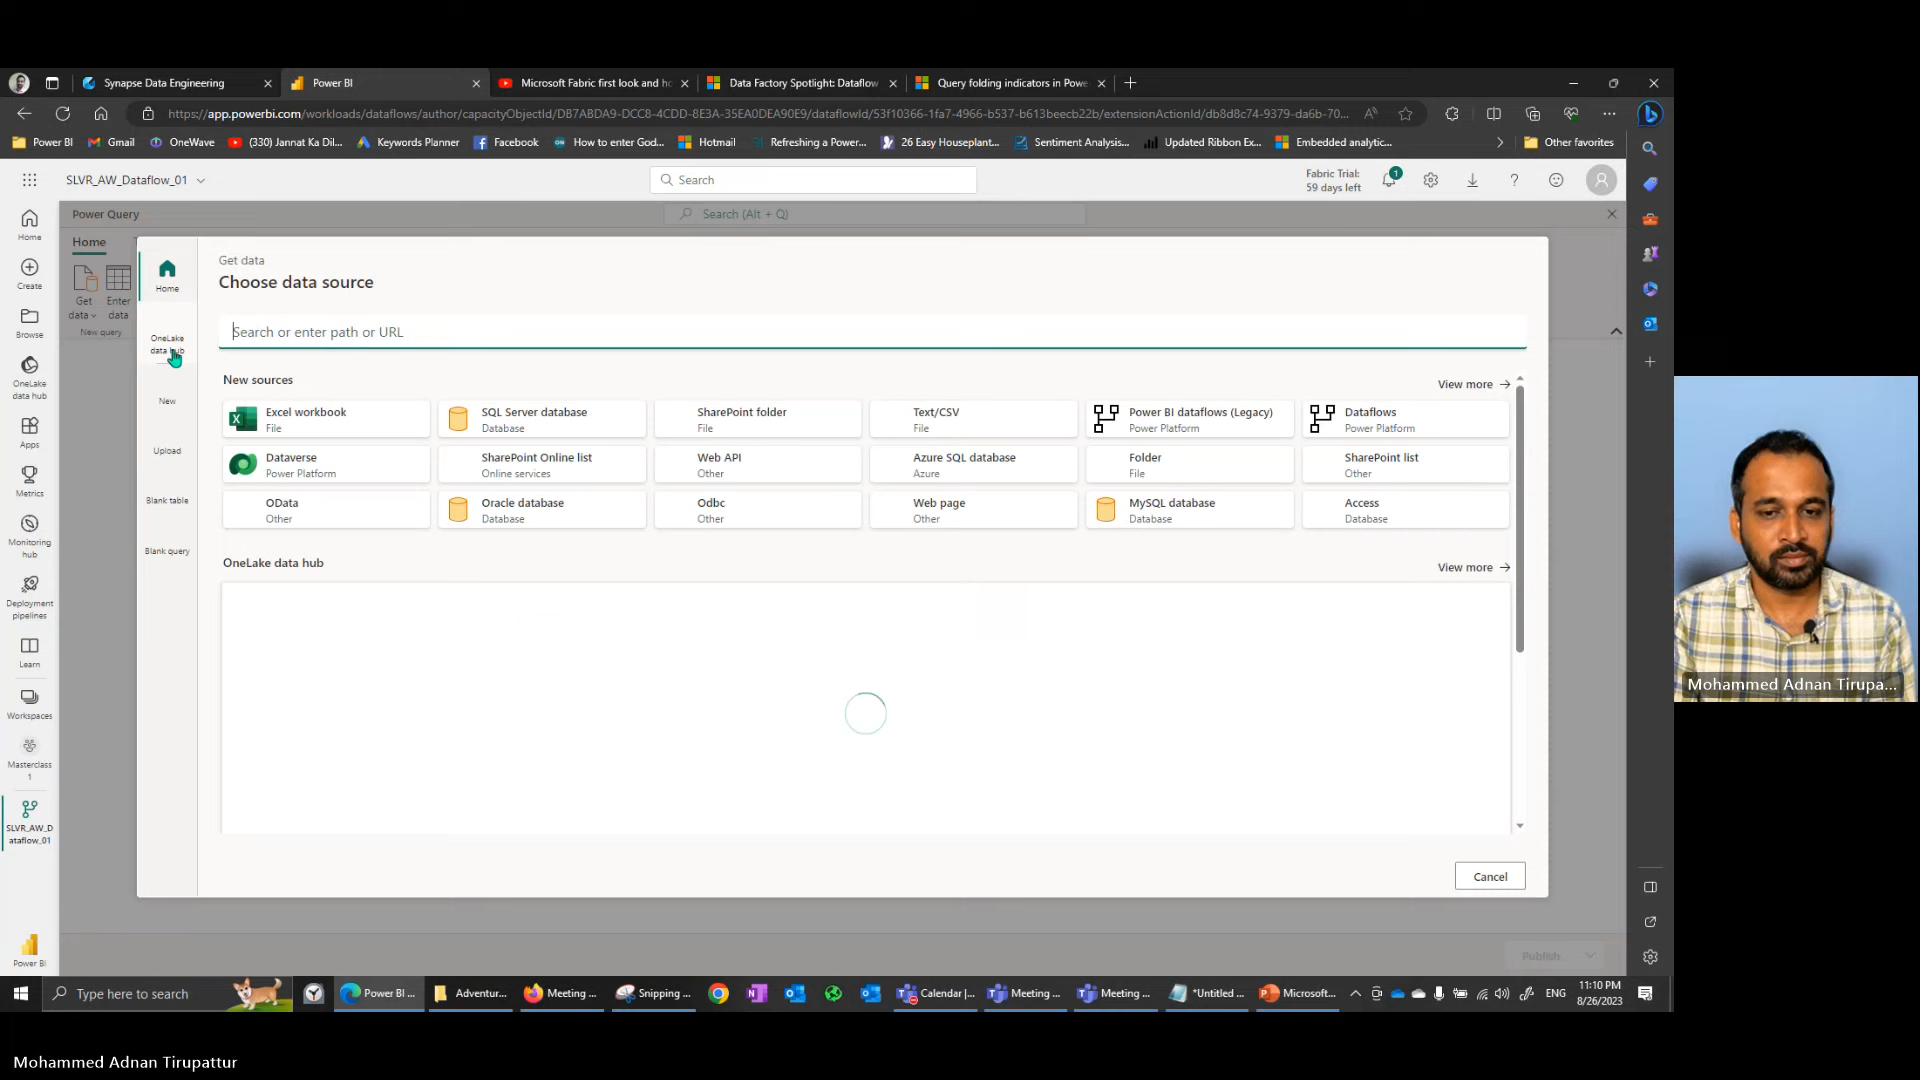 Synapse Data Engineering
Power BI
Microsoft Fabric first look and ho
Data Factory Spotlight: Dataflow
Query folding indicators in Powe
https://app.powerbi.com/workloads/dataflows/author/capacityObjectId/DB7ABDA9-DCC8-4CDD-8E3A-35EA0DEA90E9/dataflowId/53f10366-1fa7-4966-b537-b613beecb22b/extensionActionId/db8d8c74-9379-da6b-70...
Power BI
Gmail
OneWave
(330) Jannat Ka Dil...
Keywords Planner
Facebook
How to enter God...
Hotmail
Refreshing a Power...
26 Easy Houseplant...
Sentiment Analysis...
Updated Ribbon Ex...
Embedded analytic...
Other favorites
SLVR_AW_Dataflow_01
Search
Fabric Trial:
59 days left
1
Power Query
Search (Alt + Q)
Home
Create
Browse
OneLake
data hub
Apps
Metrics
Monitoring
hub
Deployment
pipelines
Learn
Workspaces
Masterclass
1
SLVR_AW_D
ataflow_01
Power BI
Home
Get
data
Enter
data
New query
Home
OneLake
data hub
New
Upload
Blank table
Blank query
Get data
Choose data source
Search or enter path or URL
New sources
View more
Excel workbook
File
SQL Server database
Database
SharePoint folder
File
Text/CSV
File
Power BI dataflows (Legacy)
Power Platform
Dataflows
Power Platform
Dataverse
Power Platform
SharePoint Online list
Online services
Web API
Other
Azure SQL database
Azure
Folder
File
SharePoint list
Other
OData
Other
Oracle database
Database
Odbc
Other
Web page
Other
MySQL database
Database
Access
Database
OneLake data hub
View more
Cancel
Publish
Mohammed Adnan Tirupa...
Type here to search
Power BI ...
Adventur...
Meeting ...
Snipping ...
Calendar |...
Meeting ...
Meeting ...
*Untitled ...
Microsoft...
ENG
11:10 PM
8/26/2023
Mohammed Adnan Tirupattur